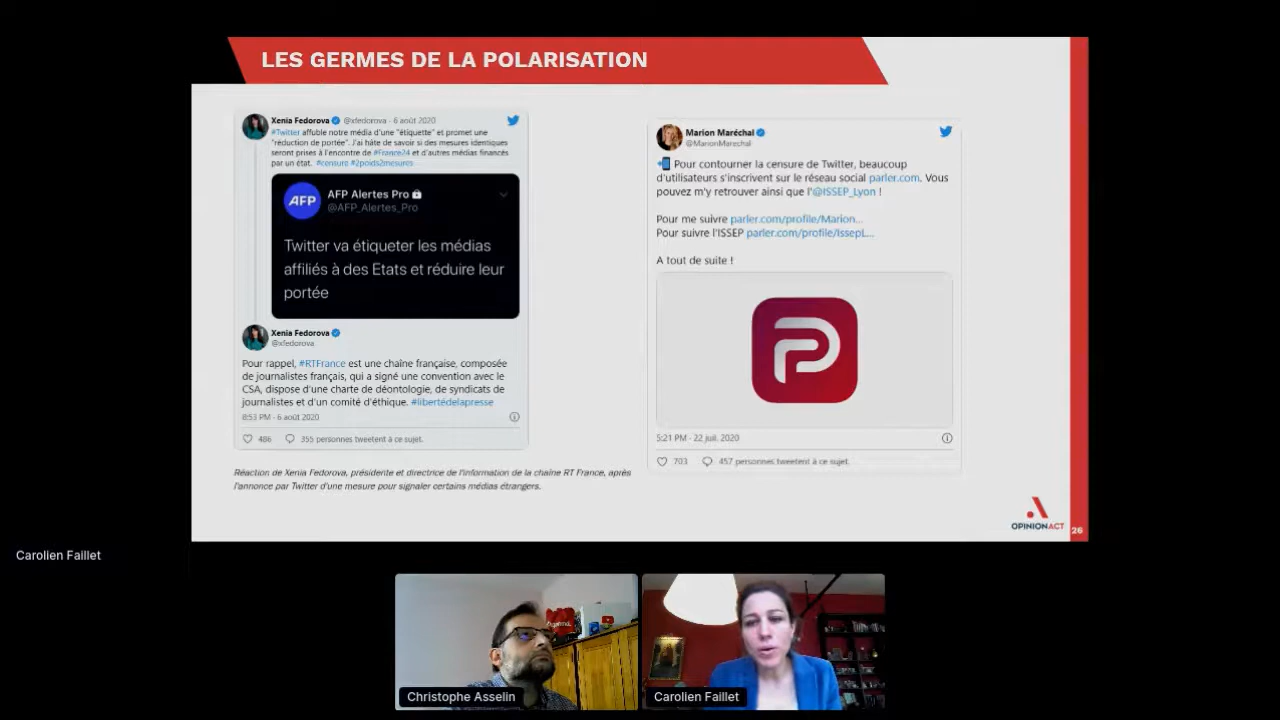 LES GERMES DE LA POLARISATION
Xenia Fedorova @xfedorova · 6 août 2020
#Twitter affuble notre média d'une "étiquette" et promet une
"réduction de portée". J'ai hâte de savoir si des mesures identiques
seront prises à l'encontre de #France24 et d'autres médias financés
par un état. #censure #2poids2mesures
AFP
AFP Alertes Pro
@AFP_Alertes_Pro
Twitter va étiqueter les médias
affiliés à des Etats et réduire leur
portée
Xenia Fedorova
@xfedorova
Pour rappel, #RTFrance est une chaîne française, composée
de journalistes français, qui a signé une convention avec le
CSA, dispose d'une charte de déontologie, de syndicats de
journalistes et d'un comité d'éthique. #libertédelapresse
8:53 PM · 6 août 2020
486 355 personnes tweetent à ce sujet.
Réaction de Xenia Fedorova, présidente et directrice de l'information de la chaîne RT France, après
l'annonce par Twitter d'une mesure pour signaler certains médias étrangers.
Marion Maréchal
@MarionMarechal
Pour contourner la censure de Twitter, beaucoup
d'utilisateurs s'inscrivent sur le réseau social parler.com. Vous
pouvez m'y retrouver ainsi que l'@ISSEP_Lyon !
Pour me suivre parler.com/profile/Marion...
Pour suivre l'ISSEP parler.com/profile/IssepL...
A tout de suite !
5:21 PM · 22 juil. 2020
703 457 personnes tweetent à ce sujet.
OPINIONACT
26
Carolien Faillet
Christophe Asselin
Carolien Faillet